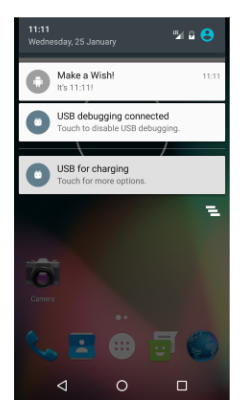 11:11
Wednesday, 25 January
Make a Wish!
11:11
It's 11:11!
USB debugging connected
Touch to disable USB debugging.
USB for charging
Touch for more options.
Camera